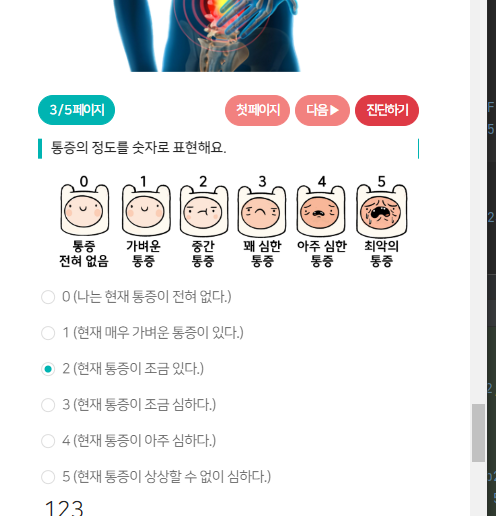 3 / 5 페이지
첫 페이지 다음 ▶ 진단하기
통증의 정도를 숫자로 표현해요.
0 1 2 3 4 5
통증 전혀 없음
가벼운 통증
중간 통증
꽤 심한 통증
아주 심한 통증
최악의 통증
0 (나는 현재 통증이 전혀 없다.)
1 (현재 매우 가벼운 통증이 있다.)
2 (현재 통증이 조금 있다.)
3 (현재 통증이 조금 심하다.)
4 (현재 통증이 아주 심하다.)
5 (현재 통증이 상상할 수 없이 심하다.)
123